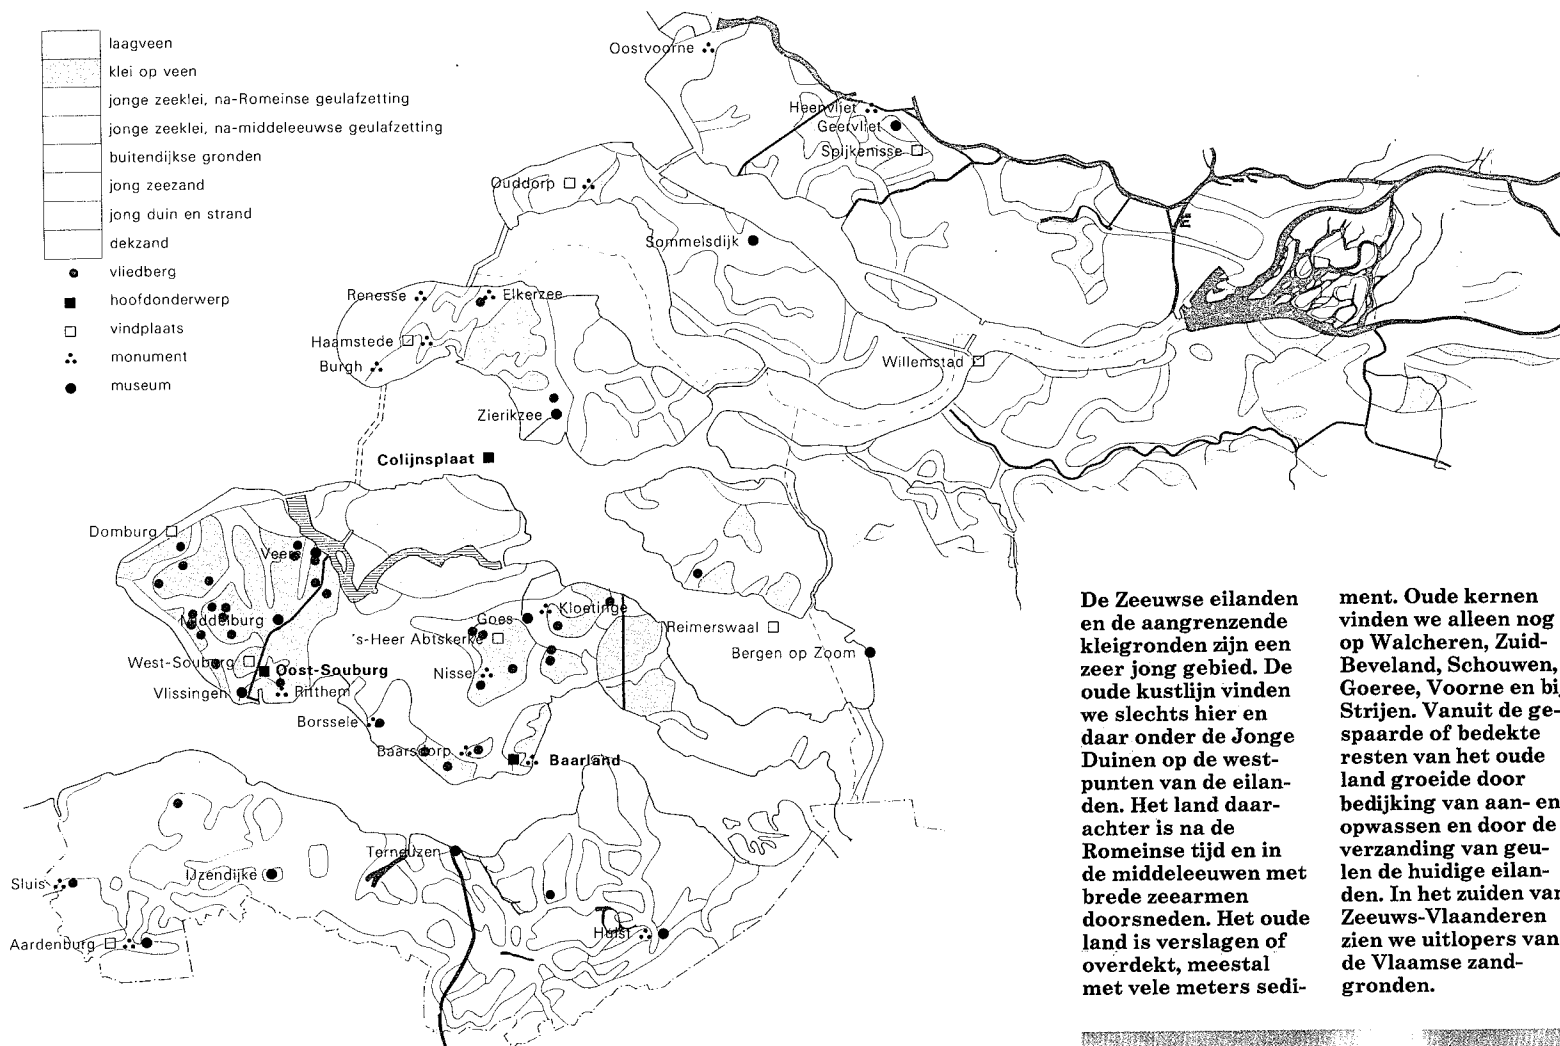 laagveen
klei op veen
jonge zeeklei, na-Romeinse geulafzetting
jonge zeeklei, na-middeleeuwse geulafzetting
buitendijkse gronden
jong zeezand
jong duin en strand
dekzand
vliedberg
hoofdonderwerp
vindplaats
monument
museum
Oostvoorne
Heenvliet
Geervliet
Spijkenisse
Ouddorp
Sommelsdijk
Renesse
Elkerzee
Haamstede
Burgh
Willemstad
Zierikzee
Colijnsplaat
Domburg
Veere
Middelburg
Goes
Kloetinge
's-Heer Abtskerke
Reimerswaal
Bergen op Zoom
West-Souburg
Oost-Souburg
Nisse
Vlissingen
Ritthem
Borssele
Baarsdorp
Baarland
Terneuzen
IJzendijke
Sluis
Aardenburg
Hulst
De Zeeuwse eilanden
en de aangrenzende
kleigronden zijn een
zeer jong gebied. De
oude kustlijn vinden
we slechts hier en
daar onder de Jonge
Duinen op de west-
punten van de eilan-
den. Het land daar-
achter is na de
Romeinse tijd en in
de middeleeuwen met
brede zeearmen
doorsneden. Het oude
land is verslagen of
overdekt, meestal
met vele meters sedi-
ment. Oude kernen
vinden we alleen nog
op Walcheren, Zuid-
Beveland, Schouwen,
Goeree, Voorne en bij
Strijen. Vanuit de ge-
spaarde of bedekte
resten van het oude
land groeide door
bedijking van aan- en
opwassen en door de
verzanding van geu-
len de huidige eilan-
den. In het zuiden van
Zeeuws-Vlaanderen
zien we uitlopers van
de Vlaamse zand-
gronden.